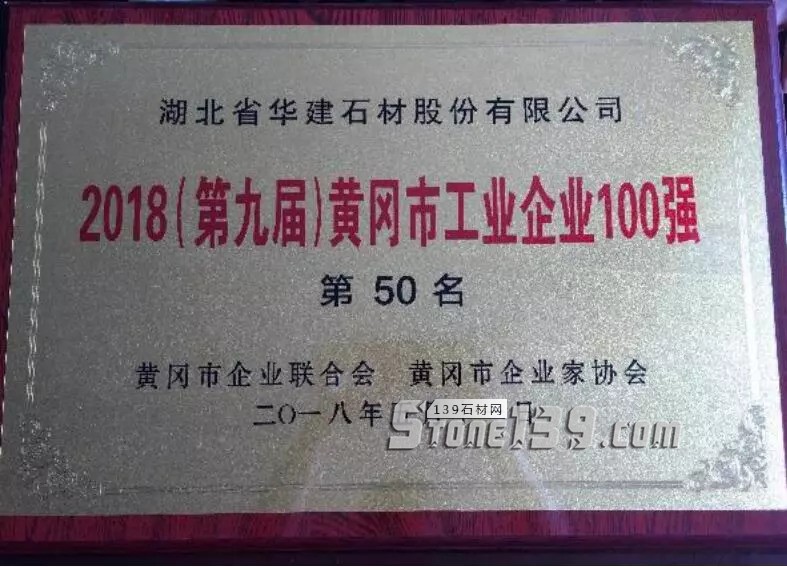 湖北省华建石材股份有限公司
2018(第九届)黄冈市工业企业100强
第 50 名
黄冈市企业联合会 黄冈市企业家协会
二〇一八年 日
139石材网
Stone139.com